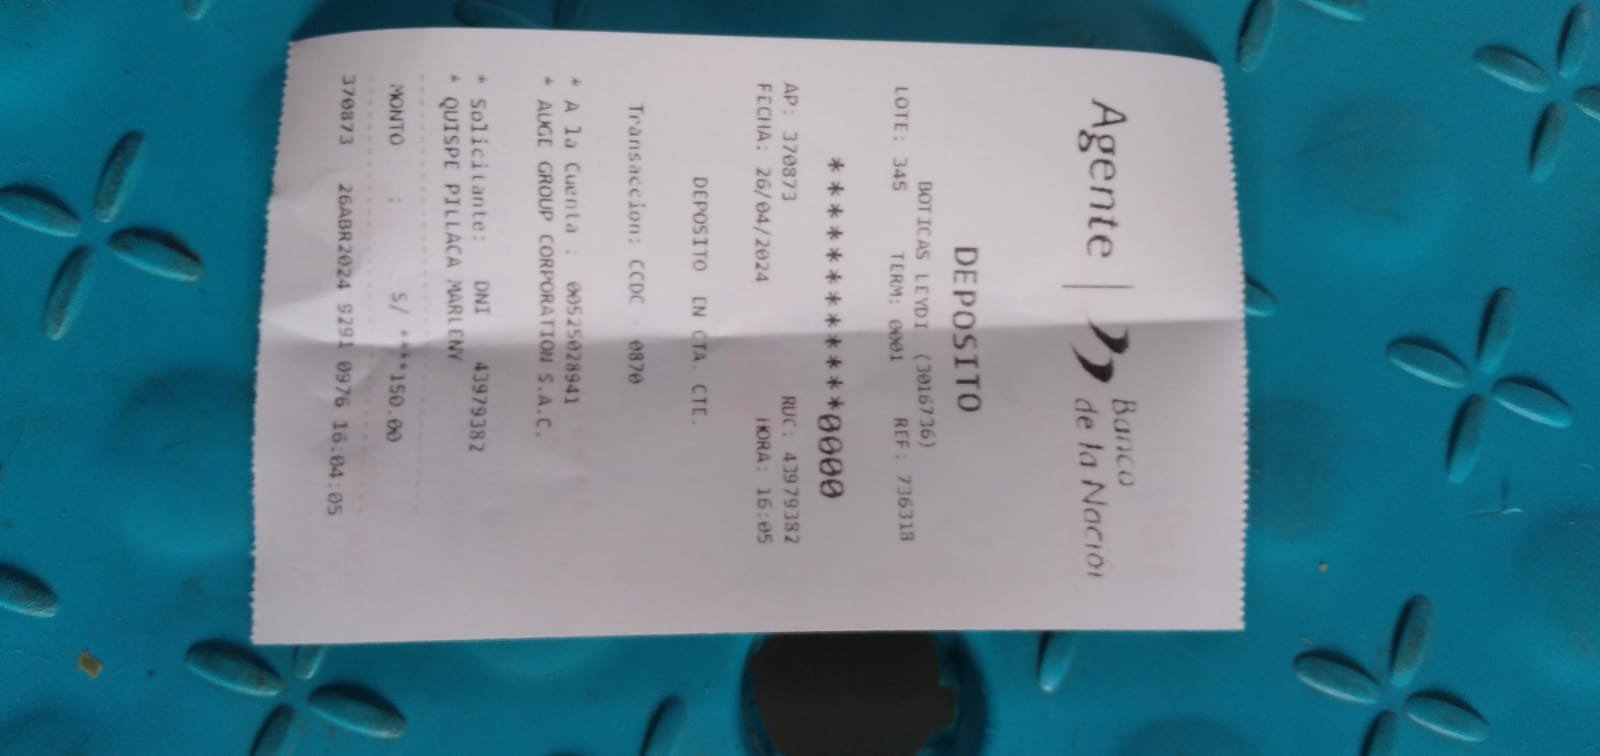 Agente | Banco
de la Nación
DEPOSITO
BOTICAS LEYDI (3016736)
LOTE: 345 TERM: 0001 REF: 736318
************0000
AP: 370873 RUC: 43979382
FECHA: 26/04/2024 HORA: 16:05
DEPOSITO EN CTA. CTE.
Transaccion: CCDC 0870
* A la Cuenta : 00525028941
* AUGE GROUP CORPORATION S.A.C.
* Solicitante: DNI 43979382
* QUISPE PILLACA MARLENY
MONTO : S/ ****150.00
370873 26ABR2024 9291 0976 16:04:05